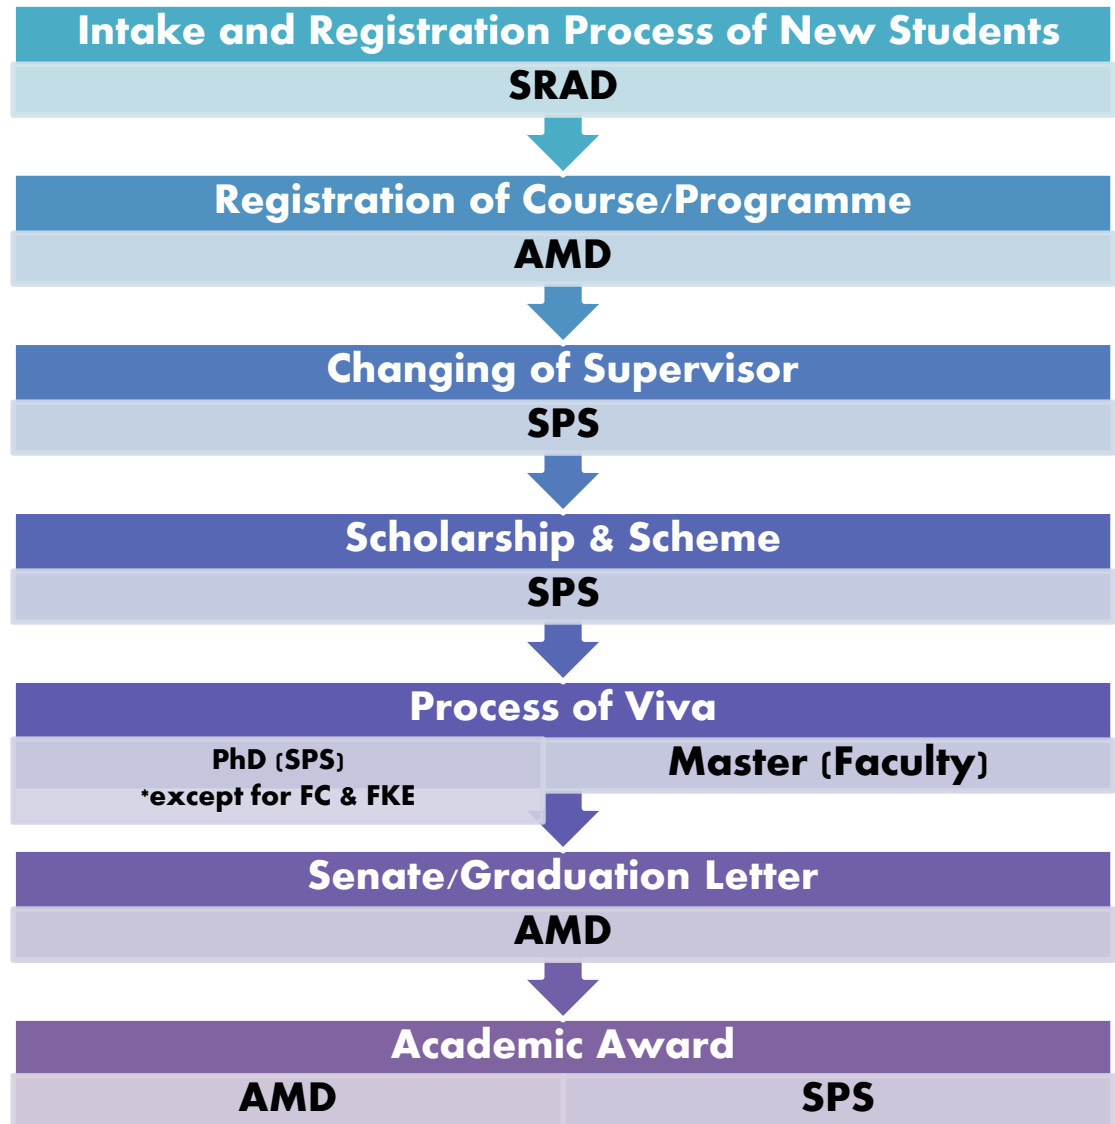 Intake and Registration Process of New Students
SRAD
Registration of Course/Programme
AMD
Changing of Supervisor
SPS
Scholarship & Scheme
SPS
Process of Viva
PhD (SPS)
*except for FC & FKE
Master (Faculty)
Senate/Graduation Letter
AMD
Academic Award
AMD
SPS